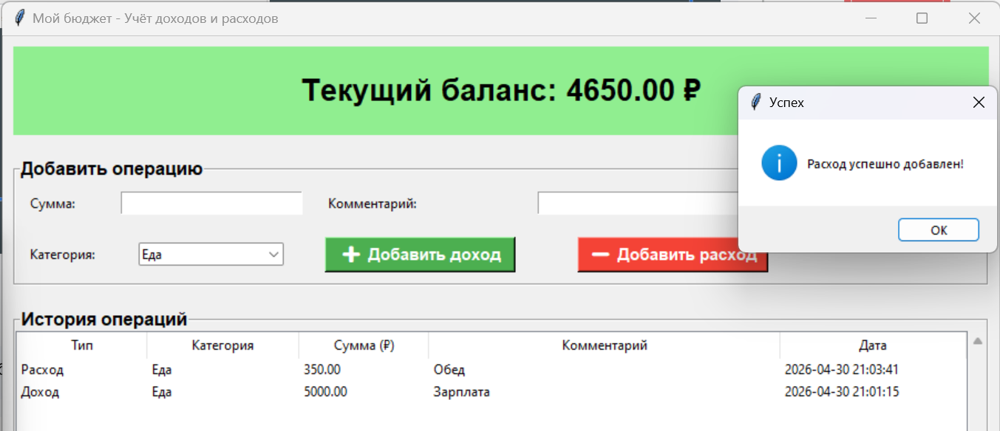 Мой бюджет - Учёт доходов и расходов
Текущий баланс: 4650.00 ₽
Успех
Расход успешно добавлен!
OK
Добавить операцию
Сумма:
Комментарий:
Категория:
Еда
Добавить доход
Добавить расход
История операций
Тип Категория Сумма (₽) Комментарий Дата
Расход Еда 350.00 Обед 2026-04-30 21:03:41
Доход Еда 5000.00 Зарплата 2026-04-30 21:01:15